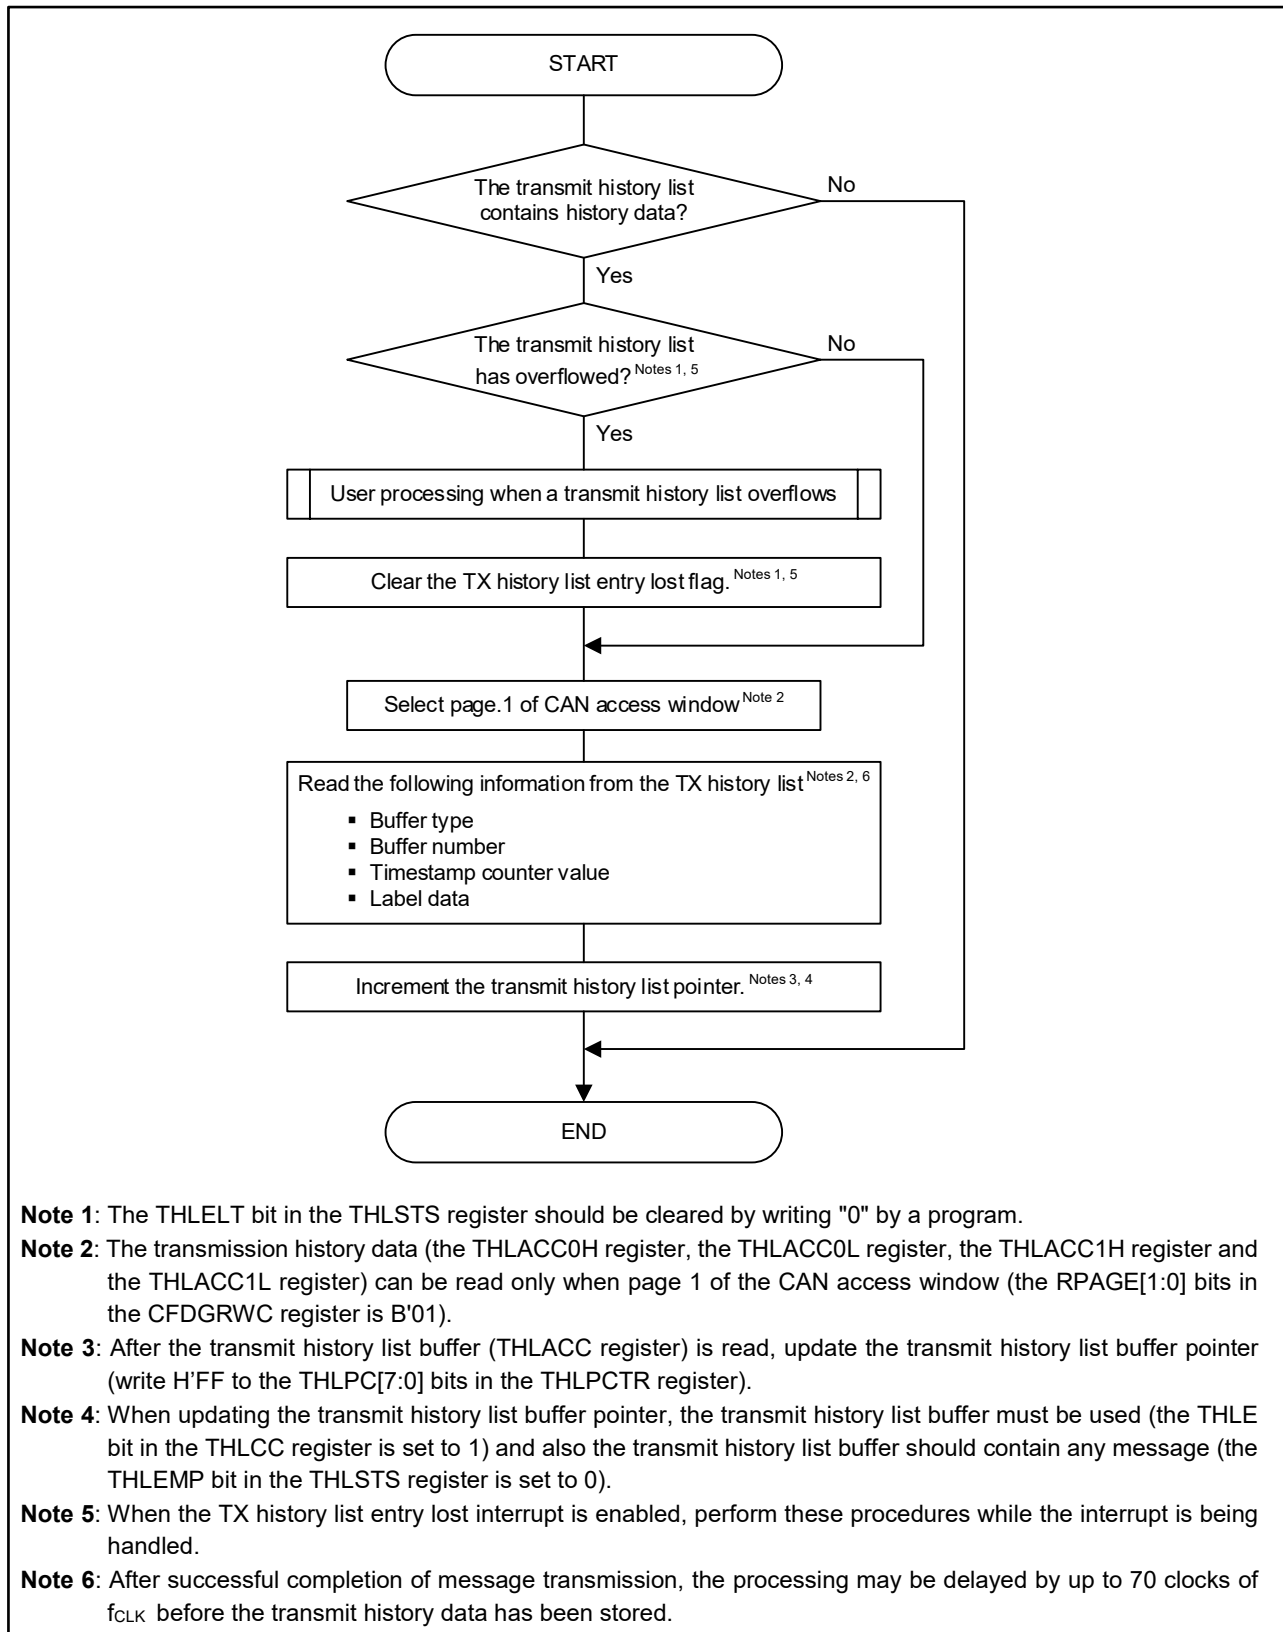 START
The transmit history list
contains history data?
No
Yes
The transmit history list
has overflowed? Notes 1, 5
No
Yes
User processing when a transmit history list overflows
Clear the TX history list entry lost flag. Notes 1, 5
Select page.1 of CAN access window Note 2
Read the following information from the TX history list Notes 2, 6
▪ Buffer type
▪ Buffer number
▪ Timestamp counter value
▪ Label data
Increment the transmit history list pointer. Notes 3, 4
END
Note 1: The THLELT bit in the THLSTS register should be cleared by writing "0" by a program.
Note 2: The transmission history data (the THLACC0H register, the THLACC0L register, the THLACC1H register and
the THLACC1L register) can be read only when page 1 of the CAN access window (the RPAGE[1:0] bits in
the CFDGRWC register is B'01).
Note 3: After the transmit history list buffer (THLACC register) is read, update the transmit history list buffer pointer
(write H’FF to the THLPC[7:0] bits in the THLPCTR register).
Note 4: When updating the transmit history list buffer pointer, the transmit history list buffer must be used (the THLE
bit in the THLCC register is set to 1) and also the transmit history list buffer should contain any message (the
THLEMP bit in the THLSTS register is set to 0).
Note 5: When the TX history list entry lost interrupt is enabled, perform these procedures while the interrupt is being
handled.
Note 6: After successful completion of message transmission, the processing may be delayed by up to 70 clocks of
fCLK before the transmit history data has been stored.